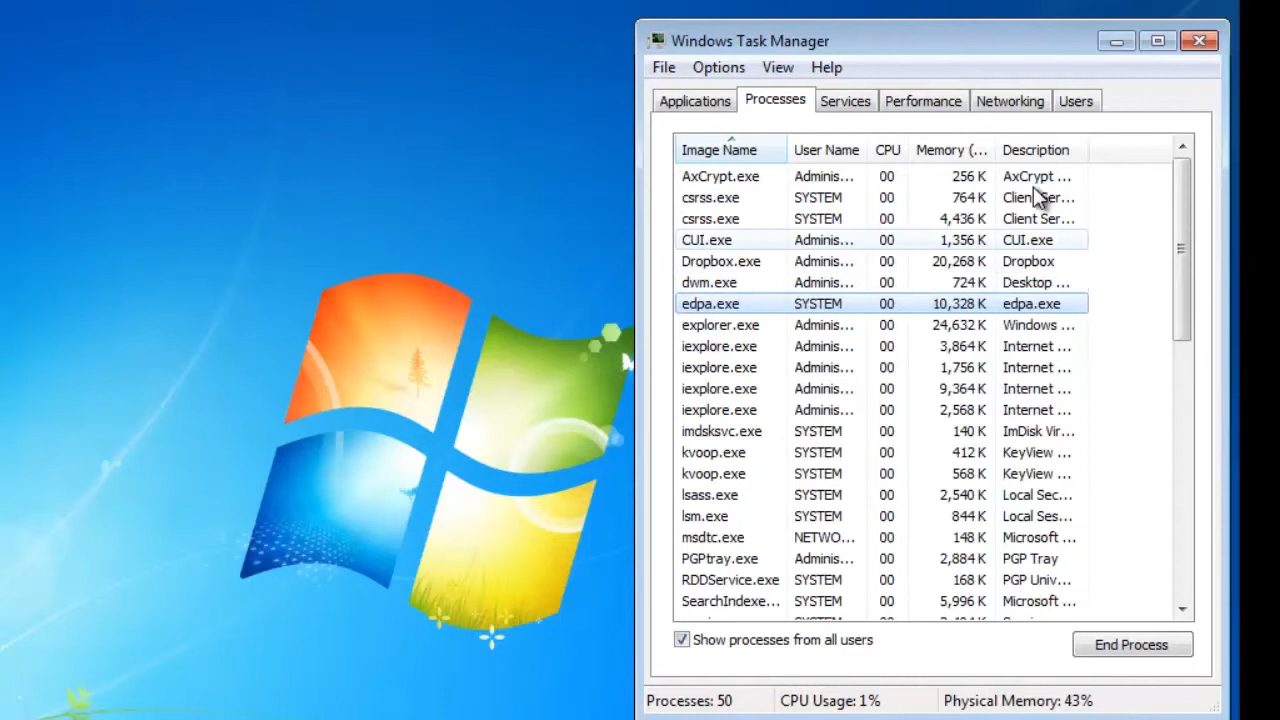 Windows Task Manager
File Options View Help
Applications Processes Services Performance Networking Users
Image Name User Name CPU Memory (... Description
AxCrypt.exe Adminis... 00 256 K AxCrypt ...
csrss.exe SYSTEM 00 764 K Client Ser...
csrss.exe SYSTEM 00 4,436 K Client Ser...
CUI.exe Adminis... 00 1,356 K CUI.exe
Dropbox.exe Adminis... 00 20,268 K Dropbox
dwm.exe Adminis... 00 724 K Desktop ...
edpa.exe SYSTEM 00 10,328 K edpa.exe
explorer.exe Adminis... 00 24,632 K Windows ...
iexplore.exe Adminis... 00 3,864 K Internet ...
iexplore.exe Adminis... 00 1,756 K Internet ...
iexplore.exe Adminis... 00 9,364 K Internet ...
iexplore.exe Adminis... 00 2,568 K Internet ...
imdsksvc.exe SYSTEM 00 140 K ImDisk Vir...
kvoop.exe SYSTEM 00 412 K KeyView ...
kvoop.exe SYSTEM 00 568 K KeyView ...
lsass.exe SYSTEM 00 2,540 K Local Sec...
lsm.exe SYSTEM 00 844 K Local Ses...
msdtc.exe NETWO... 00 148 K Microsoft ...
PGPtray.exe Adminis... 00 2,884 K PGP Tray
RDDService.exe SYSTEM 00 168 K PGP Univ...
SearchIndexe... SYSTEM 00 5,996 K Microsoft ...
Show processes from all users
End Process
Processes: 50 CPU Usage: 1% Physical Memory: 43%